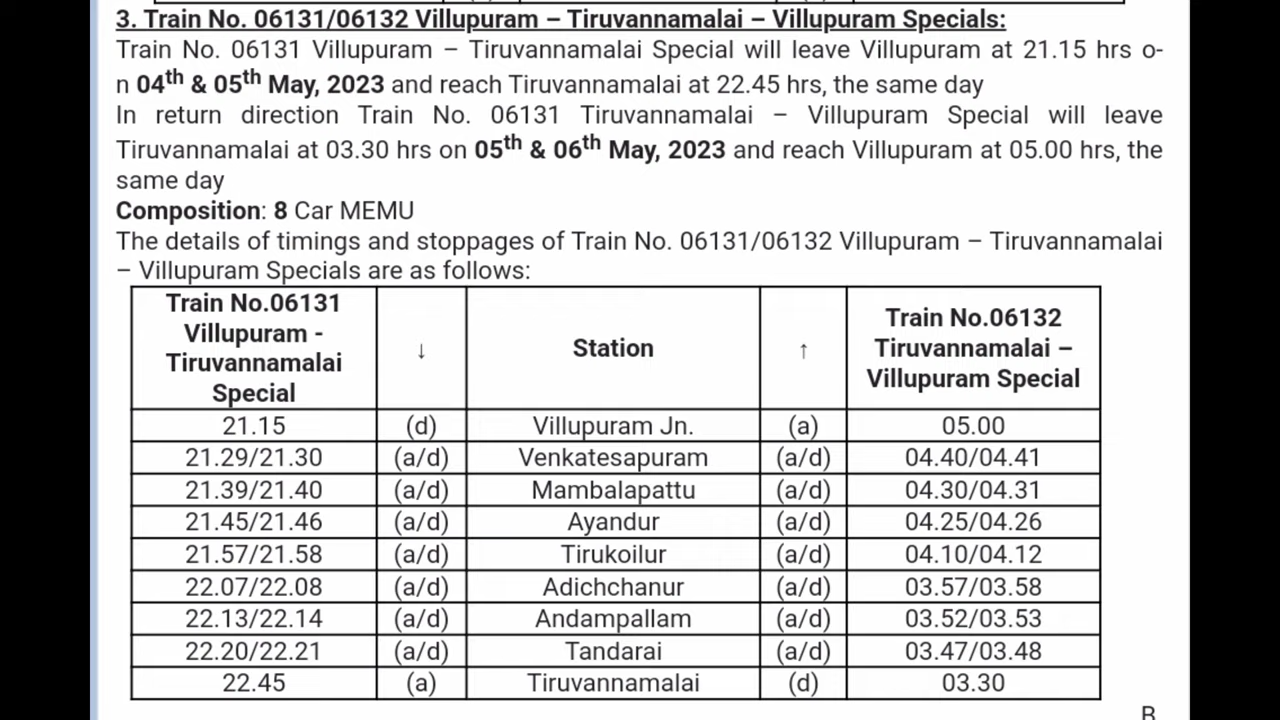 3. Train No. 06131/06132 Villupuram – Tiruvannamalai – Villupuram Specials:
Train No. 06131 Villupuram – Tiruvannamalai Special will leave Villupuram at 21.15 hrs o-
n 04th & 05th May, 2023 and reach Tiruvannamalai at 22.45 hrs, the same day
In return direction Train No. 06131 Tiruvannamalai – Villupuram Special will leave
Tiruvannamalai at 03.30 hrs on 05th & 06th May, 2023 and reach Villupuram at 05.00 hrs, the
same day
Composition: 8 Car MEMU
The details of timings and stoppages of Train No. 06131/06132 Villupuram – Tiruvannamalai
– Villupuram Specials are as follows:
Train No.06131
Villupuram -
Tiruvannamalai
Special
↓
Station
↑
Train No.06132
Tiruvannamalai –
Villupuram Special
21.15 (d) Villupuram Jn. (a) 05.00
21.29/21.30 (a/d) Venkatesapuram (a/d) 04.40/04.41
21.39/21.40 (a/d) Mambalapattu (a/d) 04.30/04.31
21.45/21.46 (a/d) Ayandur (a/d) 04.25/04.26
21.57/21.58 (a/d) Tirukoilur (a/d) 04.10/04.12
22.07/22.08 (a/d) Adichchanur (a/d) 03.57/03.58
22.13/22.14 (a/d) Andampallam (a/d) 03.52/03.53
22.20/22.21 (a/d) Tandarai (a/d) 03.47/03.48
22.45 (a) Tiruvannamalai (d) 03.30
B